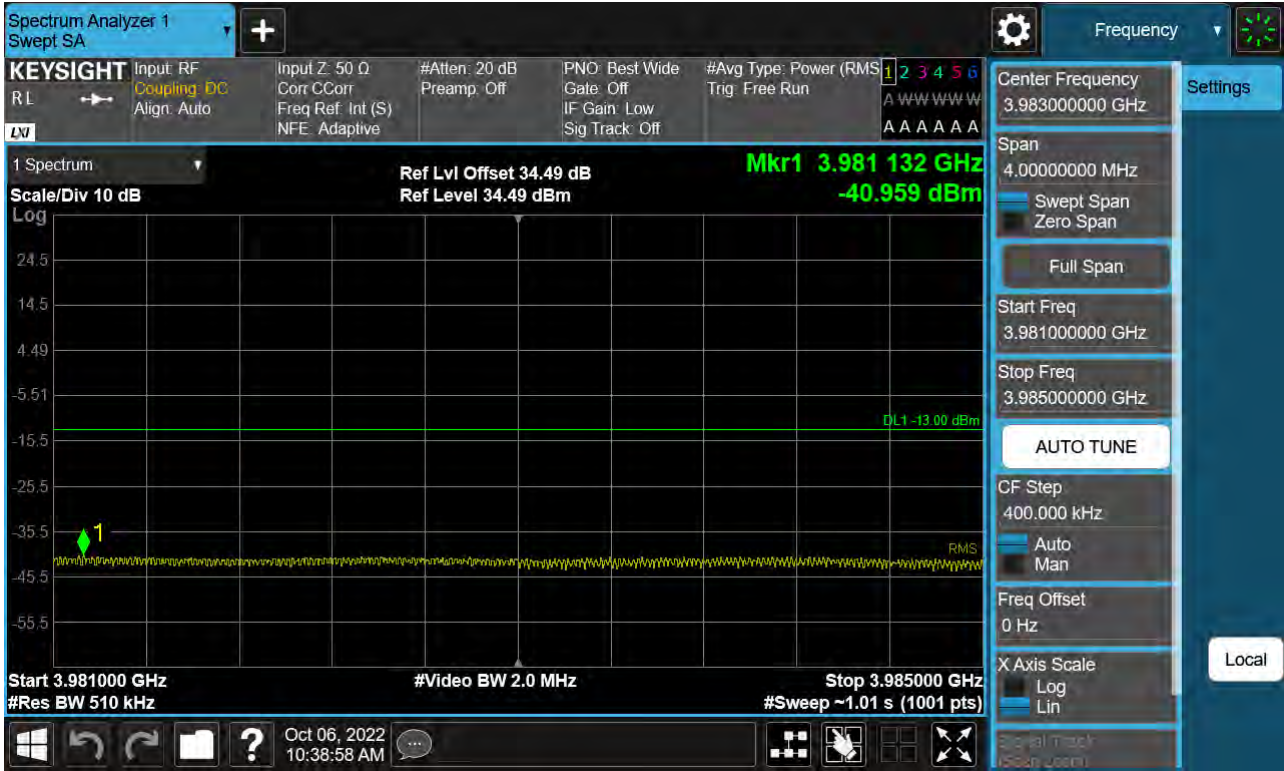 Spectrum Analyzer 1
Swept SA
Frequency
KEYSIGHT
RL
LXI
Input: RF
Coupling: DC
Align: Auto
Input Z: 50 Ω
Corr CCorr
Freq Ref: Int (S)
NFE: Adaptive
#Atten: 20 dB
Preamp: Off
PNO: Best Wide
Gate: Off
IF Gain: Low
Sig Track: Off
#Avg Type: Power (RMS
Trig: Free Run
1 2 3 4 5 6
A W W W W W
A A A A A A
1 Spectrum
Scale/Div 10 dB
Ref Lvl Offset 34.49 dB
Ref Level 34.49 dBm
Mkr1 3.981 132 GHz
-40.959 dBm
Log
24.5
14.5
4.49
-5.51
DL1 -13.00 dBm
-15.5
-25.5
-35.5
1
RMS
-45.5
-55.5
Start 3.981000 GHz
#Video BW 2.0 MHz
Stop 3.985000 GHz
#Res BW 510 kHz
#Sweep ~1.01 s (1001 pts)
Center Frequency
3.983000000 GHz
Settings
Span
4.00000000 MHz
Swept Span
Zero Span
Full Span
Start Freq
3.981000000 GHz
Stop Freq
3.985000000 GHz
AUTO TUNE
CF Step
400.000 kHz
Auto
Man
Freq Offset
0 Hz
X Axis Scale
Log
Lin
Local
Signal Track
(Span Zoom)
?
Oct 06, 2022
10:38:58 AM